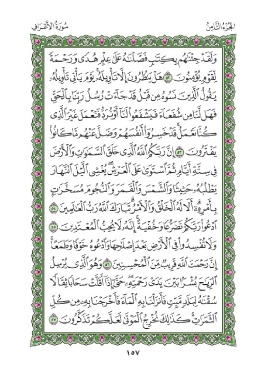 الجزء الثامن
سورة الأعراف
وَلَقَدْ جِئْنَٰهُم بِكِتَٰبٍ فَصَّلْنَٰهُ عَلَىٰ عِلْمٍ هُدًى وَرَحْمَةً
لِّقَوْمٍ يُؤْمِنُونَ ٥٢ هَلْ يَنظُرُونَ إِلَّا تَأْوِيلَهُۥ يَوْمَ يَأْتِى تَأْوِيلُهُۥ
يَقُولُ ٱلَّذِينَ نَسُوهُ مِن قَبْلُ قَدْ جَآءَتْ رُسُلُ رَبِّنَا بِٱلْحَقِّ
فَهَل لَّنَا مِن شُفَعَآءَ فَيَشْفَعُوا۟ لَنَآ أَوْ نُرَدُّ فَنَعْمَلَ غَيْرَ ٱلَّذِى
كُنَّا نَعْمَلُ قَدْ خَسِرُوٓا۟ أَنفُسَهُمْ وَضَلَّ عَنْهُم مَّا كَانُوا۟
يَفْتَرُونَ ٥٣ إِنَّ رَبَّكُمُ ٱللَّهُ ٱلَّذِى خَلَقَ ٱلسَّمَٰوَٰتِ وَٱلْأَرْضَ
فِى سِتَّةِ أَيَّامٍ ثُمَّ ٱسْتَوَىٰ عَلَى ٱلْعَرْشِ يُغْشِى ٱلَّيْلَ ٱلنَّهَارَ
يَطْلُبُهُۥ حَثِيثًا وَٱلشَّمْسَ وَٱلْقَمَرَ وَٱلنُّجُومَ مُسَخَّرَٰتٍۭ
بِأَمْرِهِۦٓ أَلَا لَهُ ٱلْخَلْقُ وَٱلْأَمْرُ تَبَارَكَ ٱللَّهُ رَبُّ ٱلْعَٰلَمِينَ ٥٤
ٱدْعُوا۟ رَبَّكُمْ تَضَرُّعًا وَخُفْيَةً إِنَّهُۥ لَا يُحِبُّ ٱلْمُعْتَدِينَ ٥٥
وَلَا تُفْسِدُوا۟ فِى ٱلْأَرْضِ بَعْدَ إِصْلَٰحِهَا وَٱدْعُوهُ خَوْفًا وَطَمَعًا
إِنَّ رَحْمَتَ ٱللَّهِ قَرِيبٌ مِّنَ ٱلْمُحْسِنِينَ ٥٦ وَهُوَ ٱلَّذِى يُرْسِلُ
ٱلرِّيَٰحَ بُشْرًۢا بَيْنَ يَدَىْ رَحْمَتِهِۦ حَتَّىٰٓ إِذَآ أَقَلَّتْ سَحَابًا ثِقَالًا
سُقْنَٰهُ لِبَلَدٍ مَّيِّتٍ فَأَنزَلْنَا بِهِ ٱلْمَآءَ فَأَخْرَجْنَا بِهِۦ مِن كُلِّ
ٱلثَّمَرَٰتِ كَذَٰلِكَ نُخْرِجُ ٱلْمَوْتَىٰ لَعَلَّكُمْ تَذَكَّرُونَ ٥٧
١٥٧